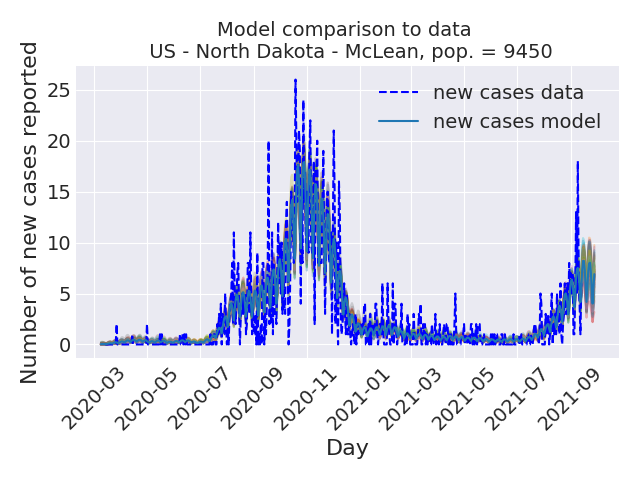 Model comparison to data
US - North Dakota - McLean, pop. = 9450
new cases data
new cases model
Number of new cases reported
25
20
15
10
5
0
2020-03
2020-05
2020-07
2020-09
2020-11
2021-01
2021-03
2021-05
2021-07
2021-09
Day